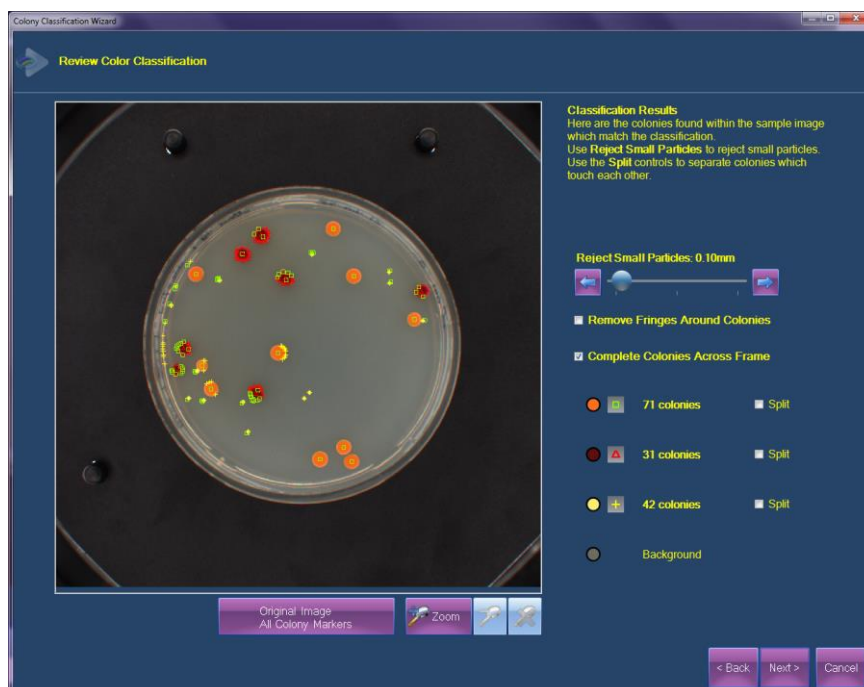 Colony Classification Wizard
Review Color Classification
Classification Results
Here are the colonies found within the sample image
which match the classification.
Use Reject Small Particles to reject small particles.
Use the Split controls to separate colonies which
touch each other.
Reject Small Particles: 0.10mm
Remove Fringes Around Colonies
Complete Colonies Across Frame
71 colonies Split
31 colonies Split
42 colonies Split
Background
Original Image
All Colony Markers
Zoom
< Back Next > Cancel